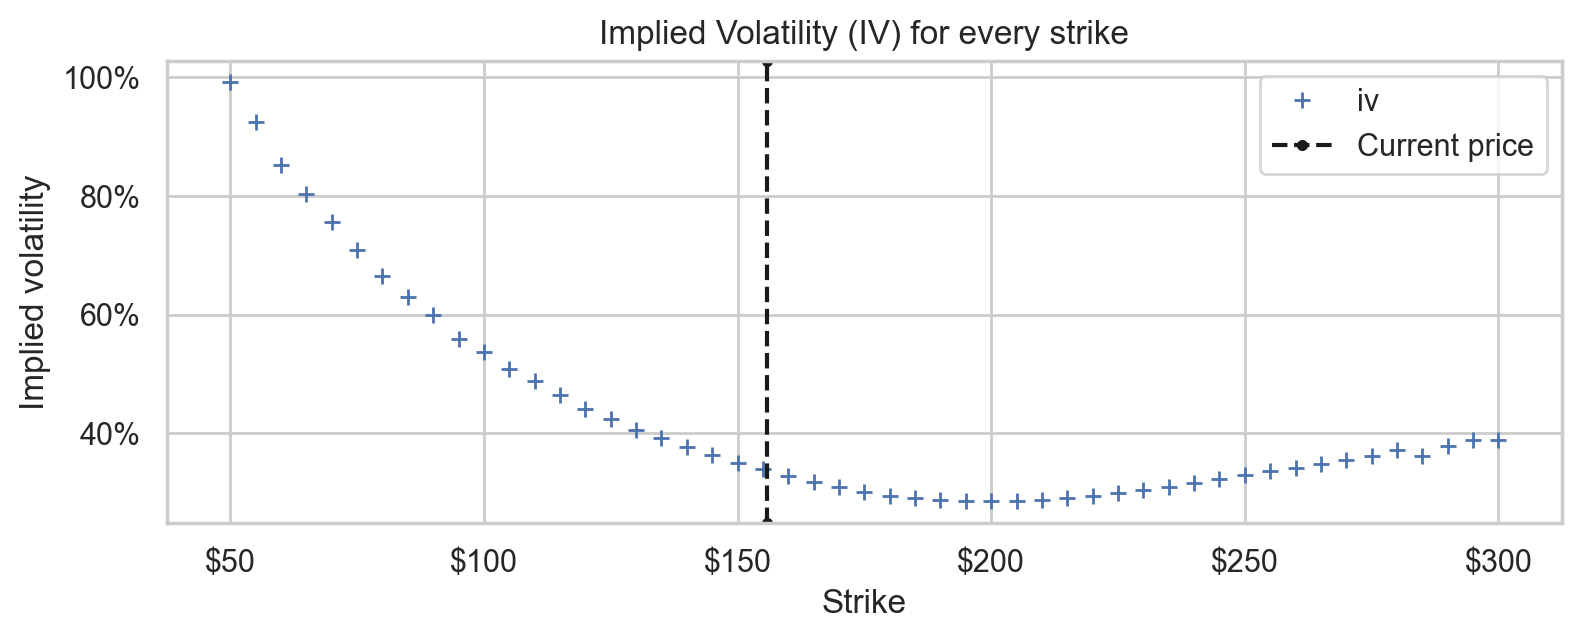 Implied Volatility (IV) for every strike
100%
80%
60%
40%
Implied volatility
iv
Current price
$50 $100 $150 $200 $250 $300
Strike